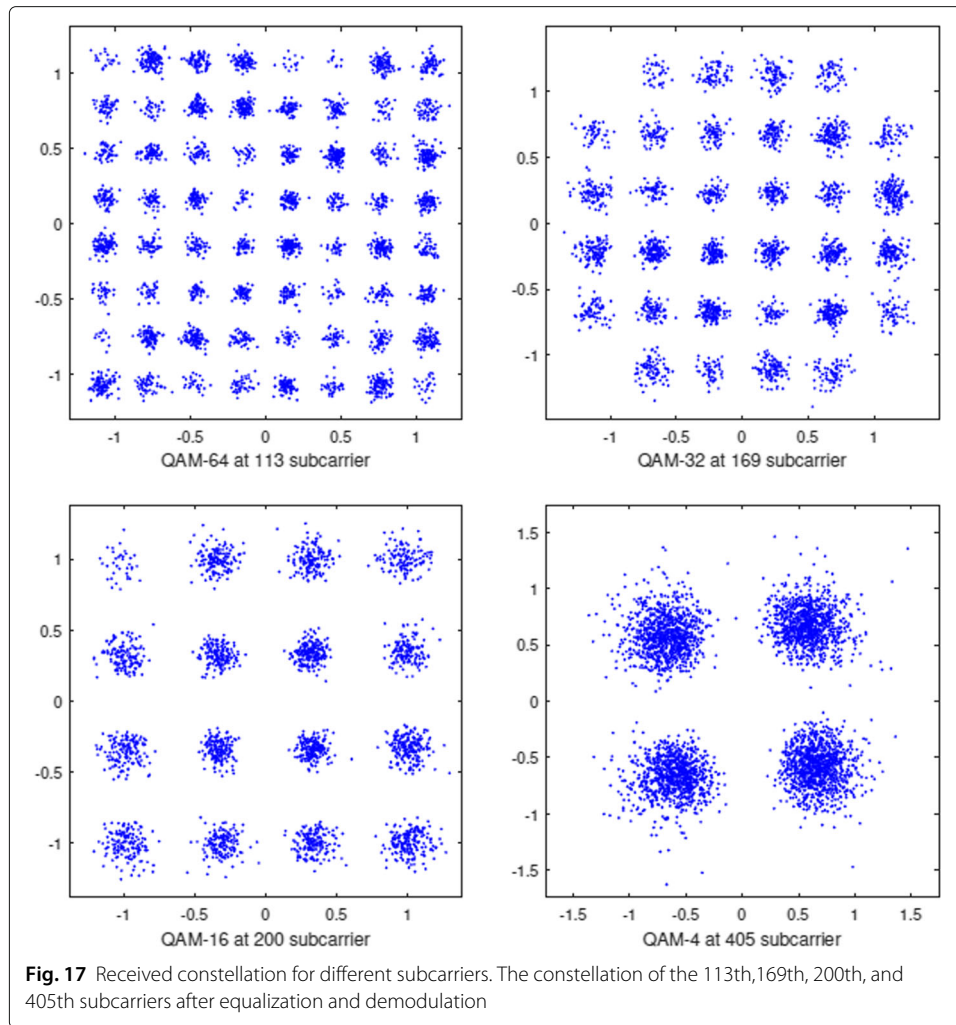 1
0.5
0
-0.5
-1
-1 -0.5 0 0.5 1
QAM-64 at 113 subcarrier
1
0.5
0
-0.5
-1
-1 -0.5 0 0.5 1
QAM-32 at 169 subcarrier
1
0.5
0
-0.5
-1
-1 -0.5 0 0.5 1
QAM-16 at 200 subcarrier
1.5
1
0.5
0
-0.5
-1
-1.5
-1.5 -1 -0.5 0 0.5 1 1.5
QAM-4 at 405 subcarrier
Fig. 17 Received constellation for different subcarriers. The constellation of the 113th,169th, 200th, and
405th subcarriers after equalization and demodulation